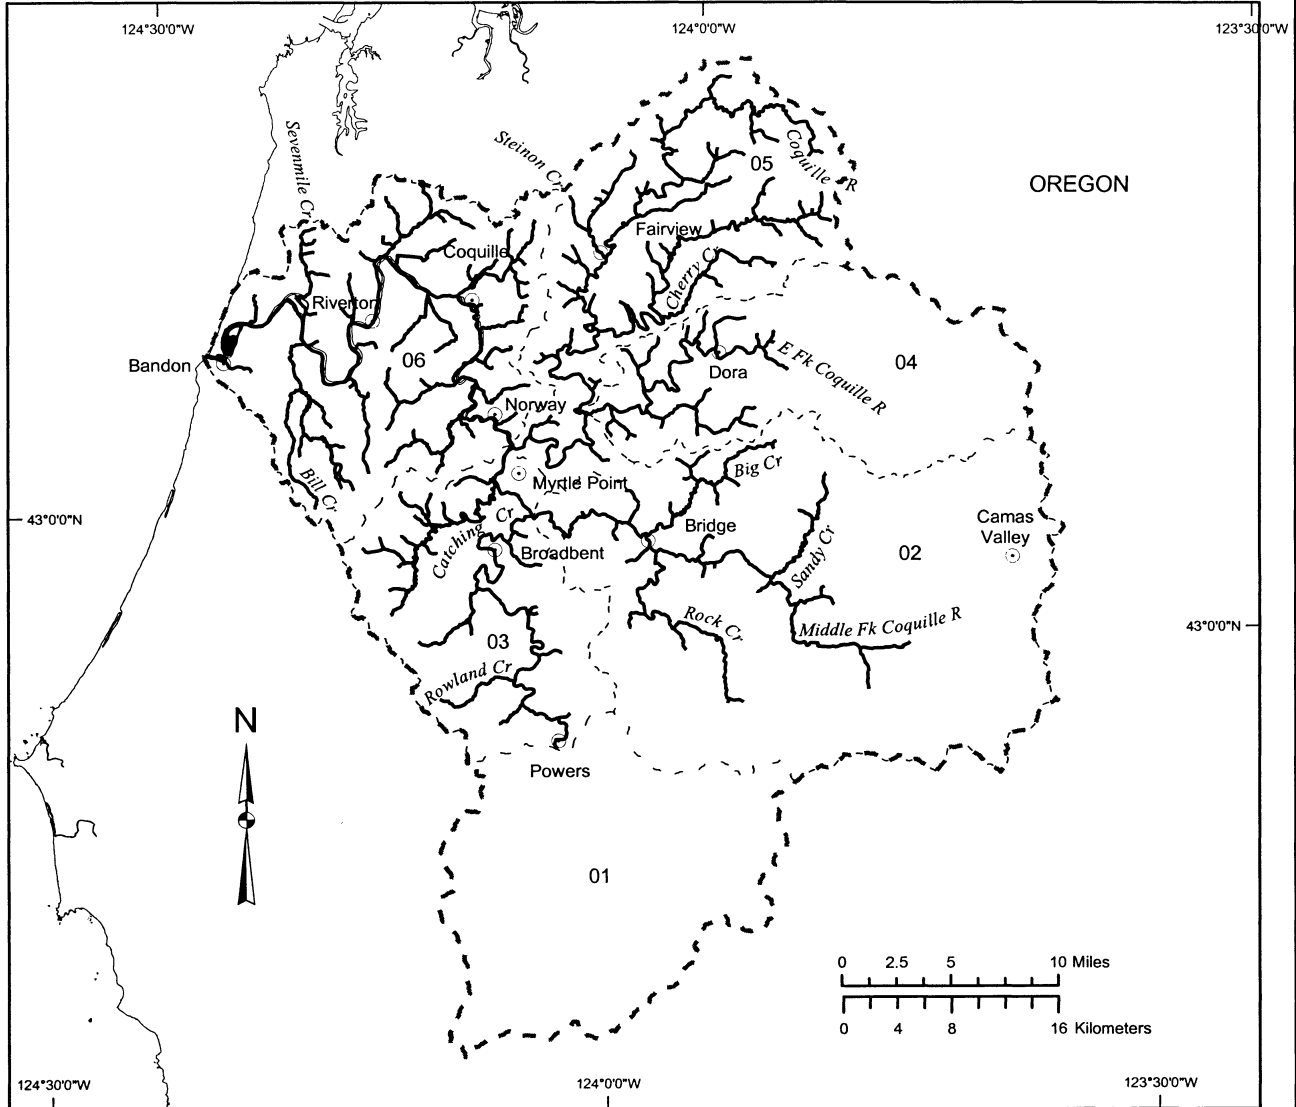 124°30'0"W
124°0'0"W
123°30'0"W
Sevenmile Cr
Steinon Cr
Coquille R
05
OREGON
Fairview
Coquille
Cherry Cr
Riverton
Bandon
06
Dora
E Fk Coquille R
04
Norway
Big Cr
Myrtle Point
Bill Cr
43°0'0"N
Catching Cr
Bridge
Camas
Valley
Broadbent
Sandy Cr
02
Rock Cr
Middle Fk Coquille R
43°0'0"N
03
Rowland Cr
N
Powers
01
0 2.5 5 10 Miles
0 4 8 16 Kilometers
124°30'0"W
124°0'0"W
123°30'0"W